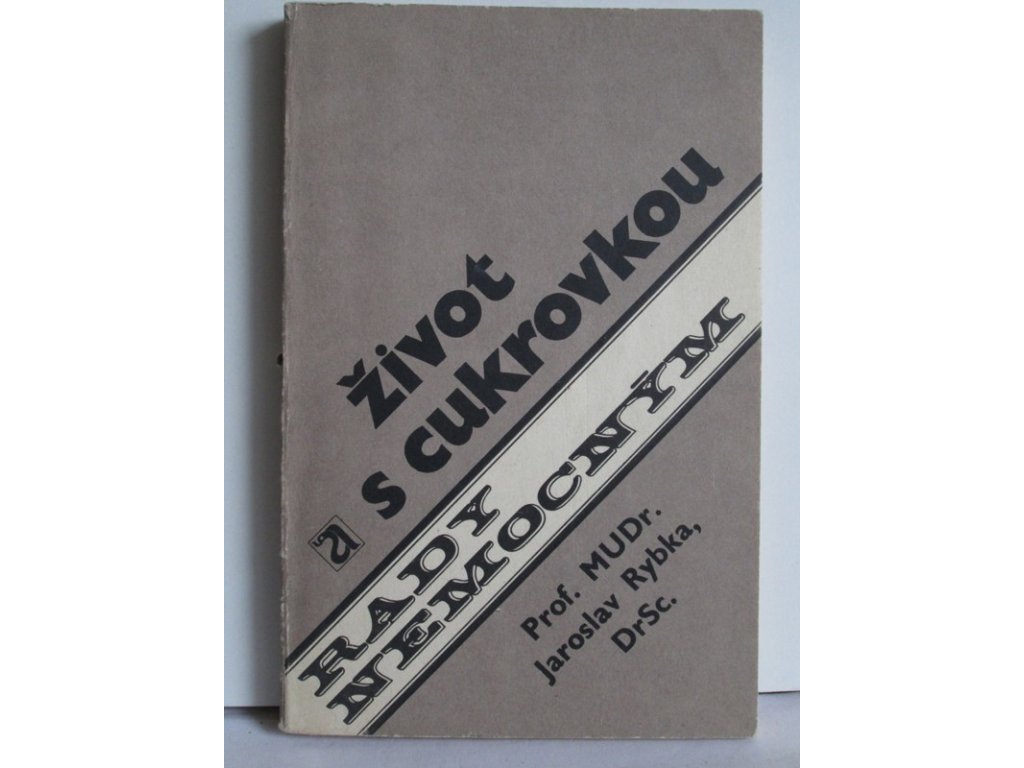 život
s cukrovkou
RADY
NEMOCNÝM
Prof. MUDr.
Jaroslav Rybka,
DrSc.